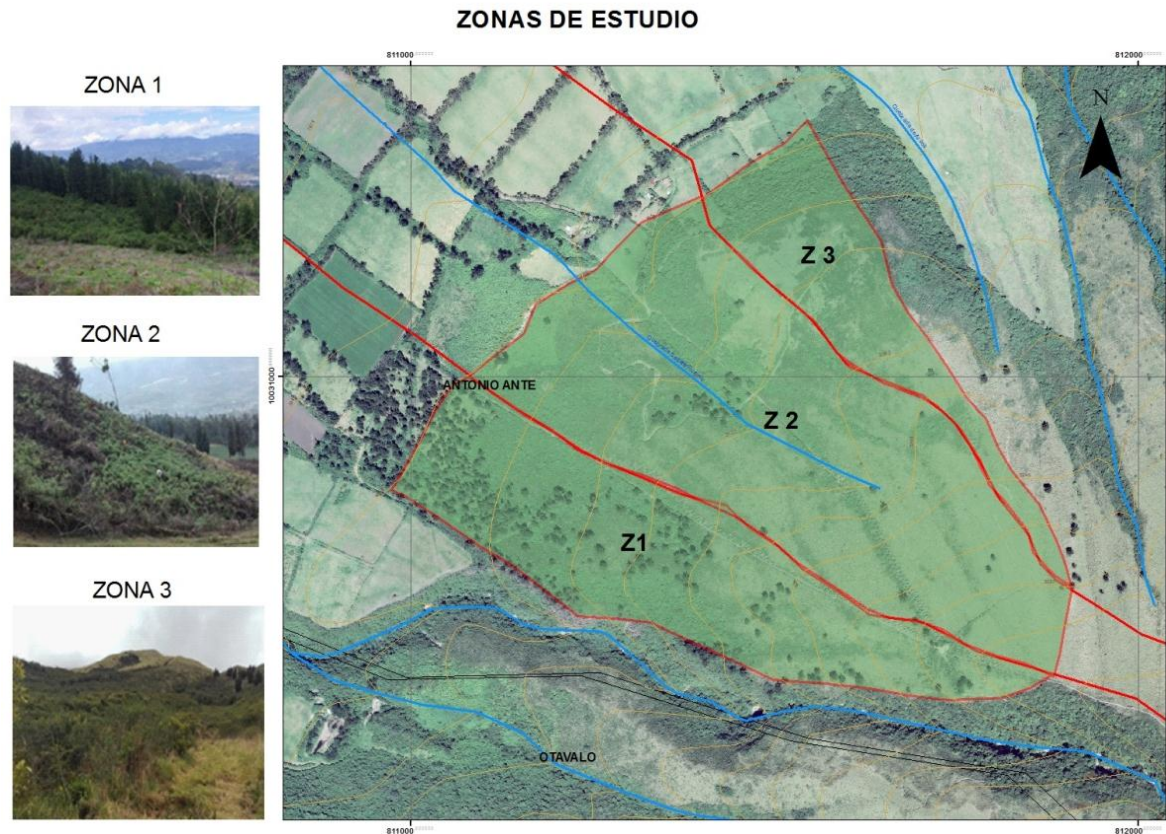 ZONAS DE ESTUDIO
ZONA 1
ZONA 2
ZONA 3
811000
812000
N
Z 3
10031000
ANTONIO ANTE
Z 2
Z1
OTAVALO
811000
812000